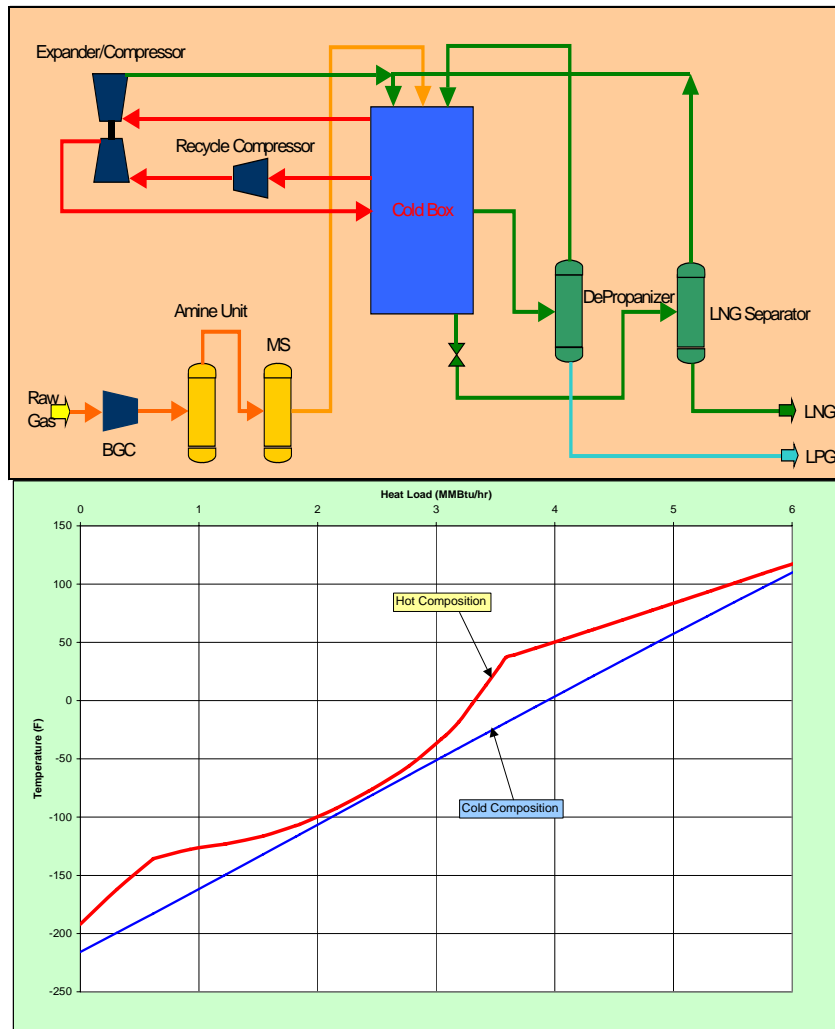 Expander/Compressor
Recycle Compressor
Cold Box
Amine Unit
DePropanizer
LNG Separator
MS
Raw
Gas
BGC
LNG
LPG
Heat Load (MMBtu/hr)
0 1 2 3 4 5 6
150
100
50
0
-50
-100
-150
-200
-250
Temperature (F)
Hot Composition
Cold Composition